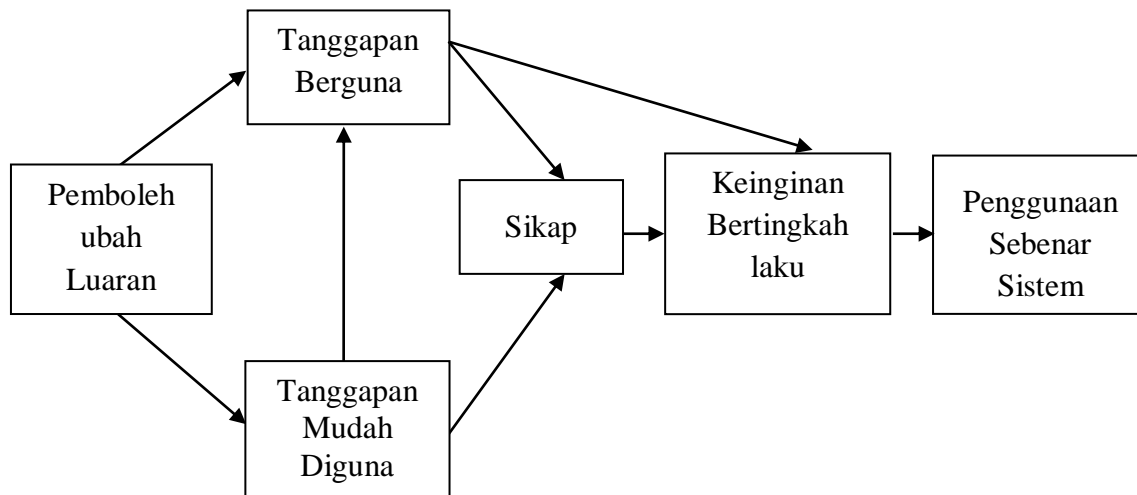 Tanggapan
Berguna
Pemboleh
ubah
Luaran
Sikap
Keinginan
Bertingkah
laku
Penggunaan
Sebenar
Sistem
Tanggapan
Mudah
Diguna